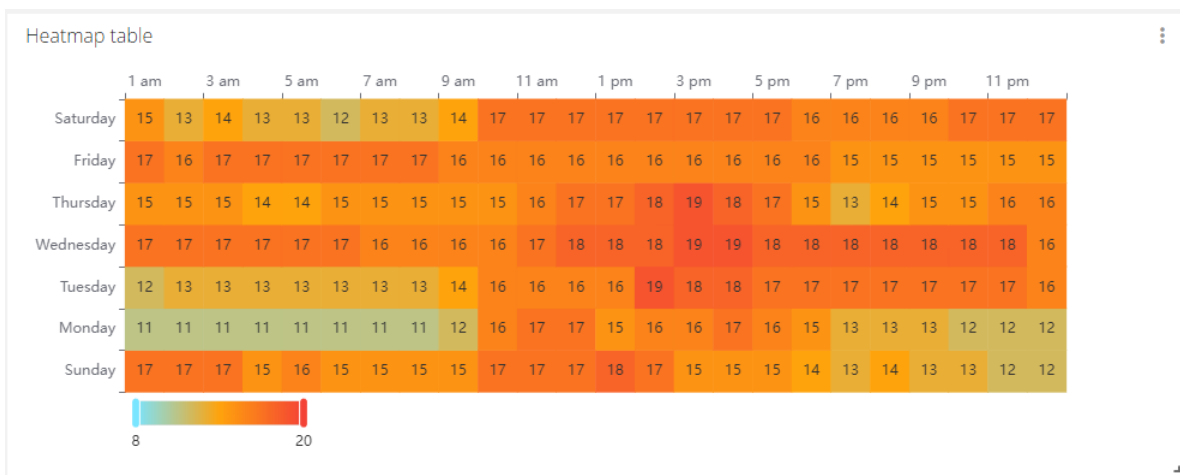 Heatmap table
1 am 3 am 5 am 7 am 9 am 11 am 1 pm 3 pm 5 pm 7 pm 9 pm 11 pm
Saturday 15 13 14 13 13 12 13 13 14 17 17 17 17 17 17 17 17 16 16 16 16 17 17 17
Friday 17 16 17 17 17 17 17 17 16 16 16 16 16 16 16 16 16 16 15 15 15 15 15 15
Thursday 15 15 15 14 14 15 15 15 15 15 16 17 17 18 19 18 17 15 13 14 15 15 16 16
Wednesday 17 17 17 17 17 17 16 16 16 16 17 18 18 18 19 19 18 18 18 18 18 18 18 16
Tuesday 12 13 13 13 13 13 13 13 14 16 16 16 16 19 18 18 17 17 17 17 17 17 17 16
Monday 11 11 11 11 11 11 11 11 12 16 17 17 15 16 16 17 16 15 13 13 13 12 12 12
Sunday 17 17 17 15 16 15 15 15 15 17 17 17 18 17 15 15 15 14 13 14 13 13 12 12
8 20